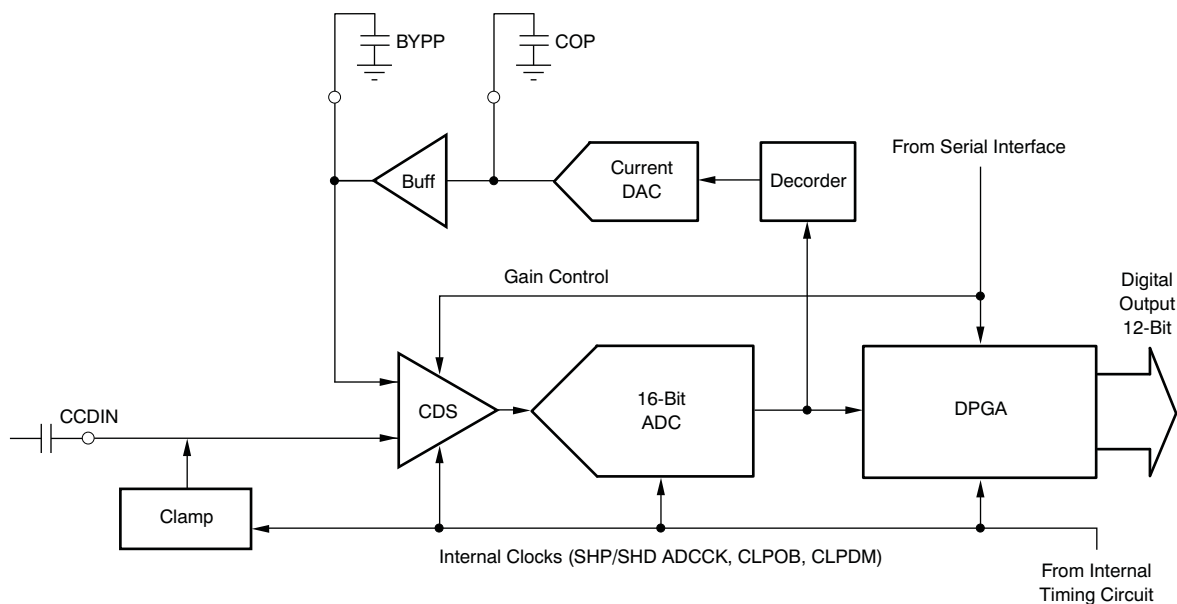 BYPP
COP
From Serial Interface
Buff
Current
DAC
Decorder
Gain Control
Digital
Output
12-Bit
CCDIN
CDS
16-Bit
ADC
DPGA
Clamp
Internal Clocks (SHP/SHD ADCCK, CLPOB, CLPDM)
From Internal
Timing Circuit